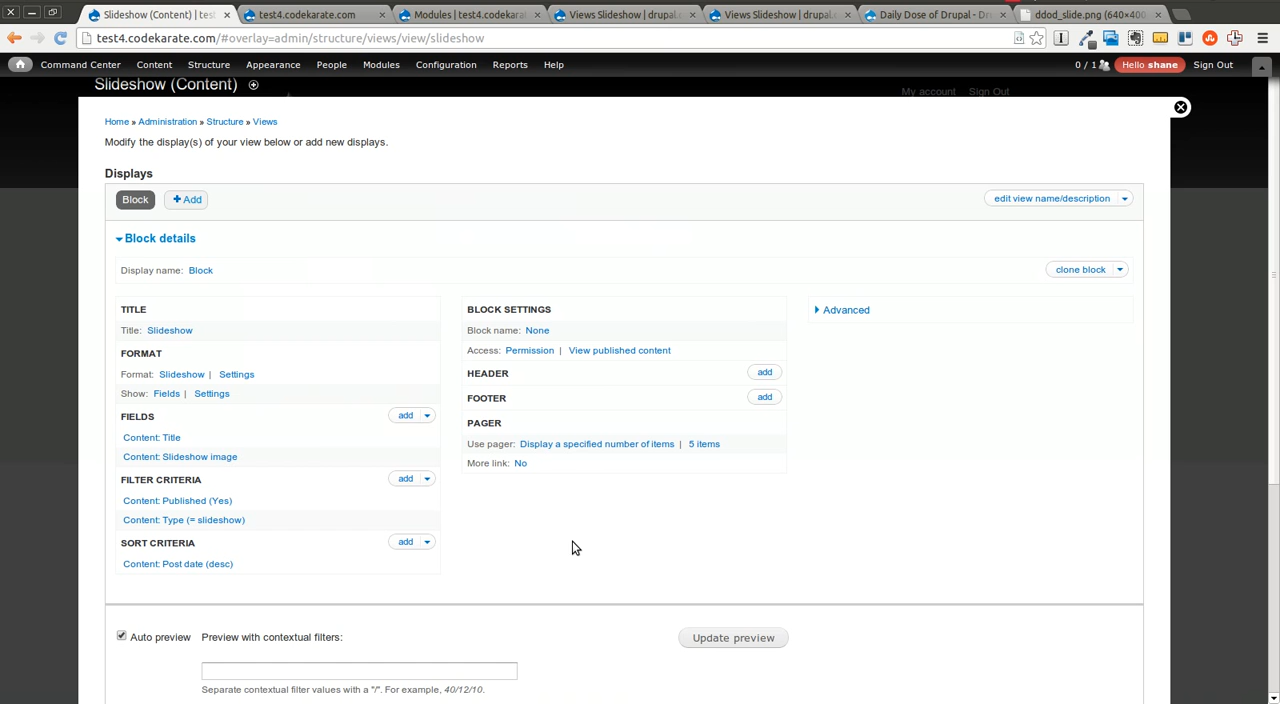 Slideshow (Content) | test
test4.codekarate.com
Modules | test4.codekarat
Views Slideshow | drupal.o
Views Slideshow | drupal.o
Daily Dose of Drupal - Dr
ddod_slide.png (640×400
test4.codekarate.com/#overlay=admin/structure/views/view/slideshow
Command Center Content Structure Appearance People Modules Configuration Reports Help 0 / 1 Hello shane Sign Out
Slideshow (Content)
My account Sign Out
Home » Administration » Structure » Views
Modify the display(s) of your view below or add new displays.
Displays
Block
Add
edit view name/description
Block details
Display name: Block
clone block
TITLE
Title: Slideshow
FORMAT
Format: Slideshow | Settings
Show: Fields | Settings
FIELDS
add
Content: Title
Content: Slideshow image
FILTER CRITERIA
add
Content: Published (Yes)
Content: Type (= slideshow)
SORT CRITERIA
add
Content: Post date (desc)
BLOCK SETTINGS
Block name: None
Access: Permission | View published content
HEADER
add
FOOTER
add
PAGER
Use pager: Display a specified number of items | 5 items
More link: No
Advanced
Auto preview
Preview with contextual filters:
Update preview
Separate contextual filter values with a "/". For example, 40/12/10.